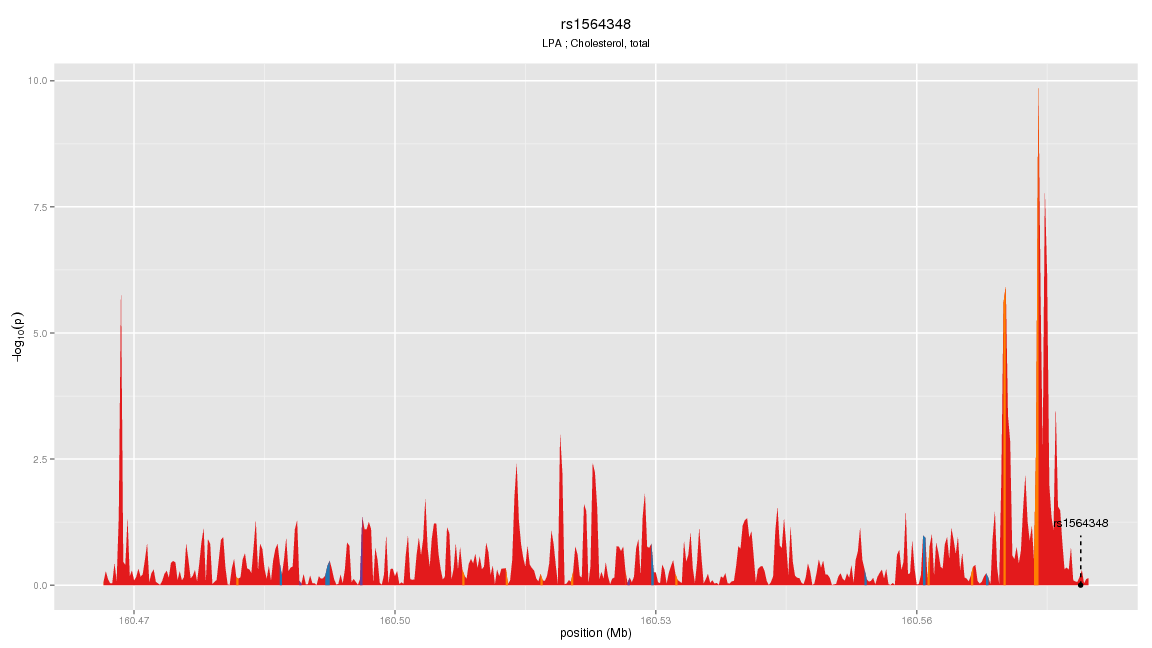 rs1564348
LPA ; Cholesterol, total
10.0
7.5
5.0
2.5
0.0
−log10(p)
rs1564348
160.47 160.50 160.53 160.56
position (Mb)